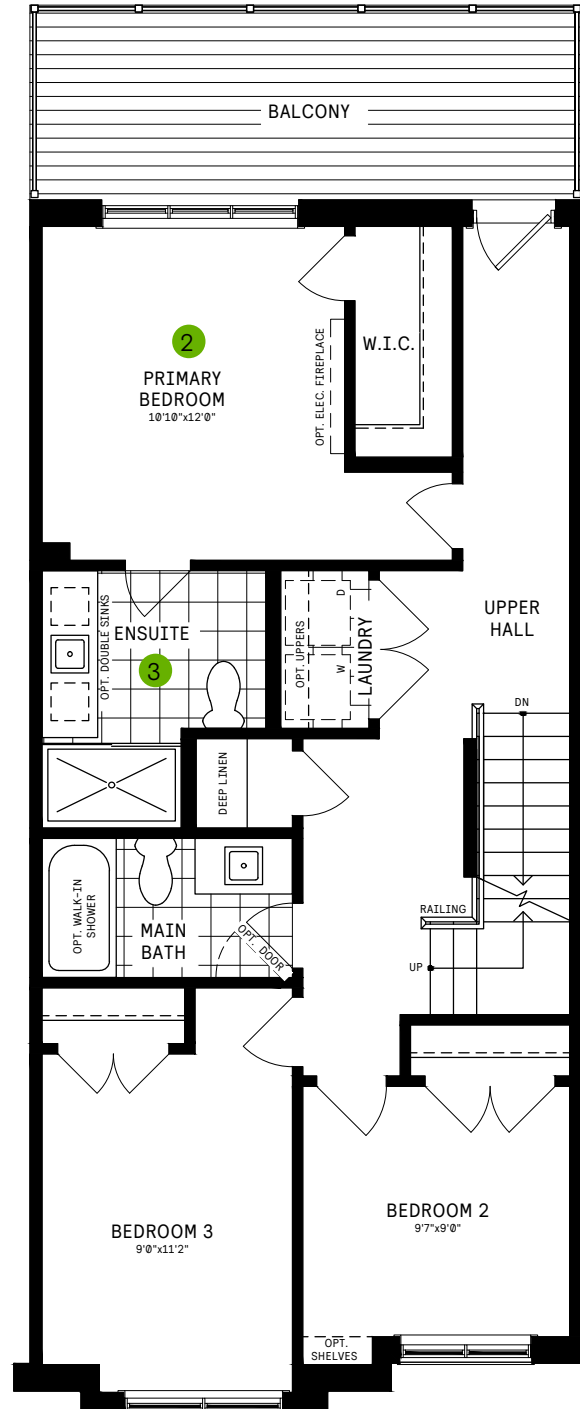 BALCONY
2
PRIMARY
BEDROOM
10'10"x12'0"
OPT. ELEC. FIREPLACE
W.I.C.
OPT. DOUBLE SINKS
ENSUITE
3
OPT. UPPERS
D
W
LAUNDRY
UPPER
HALL
DN
DEEP LINEN
OPT. WALK-IN
SHOWER
MAIN
BATH
OPT. DOOR
RAILING
UP
BEDROOM 3
9'0"x11'2"
BEDROOM 2
9'7"x9'0"
OPT.
SHELVES